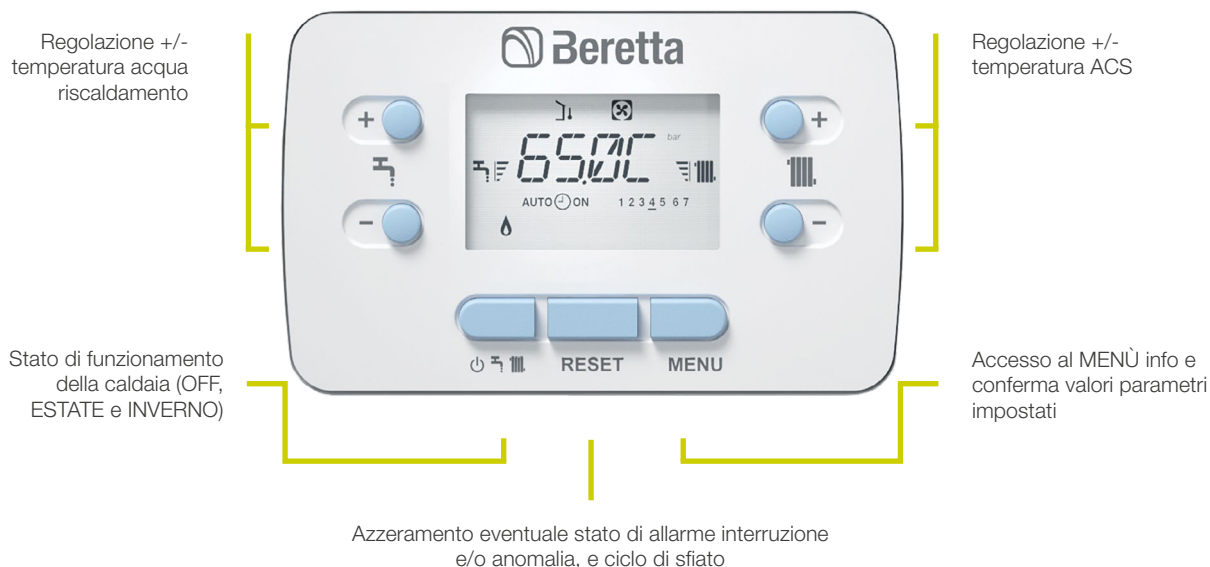 Regolazione +/-
temperatura acqua
riscaldamento
Beretta
Regolazione +/-
temperatura ACS
+
+
65.0C
bar
AUTO ON
1 2 3 4 5 6 7
-
-
RESET
MENU
Stato di funzionamento
della caldaia (OFF,
ESTATE e INVERNO)
Accesso al MENÙ info e
conferma valori parametri
impostati
Azzeramento eventuale stato di allarme interruzione
e/o anomalia, e ciclo di sfiato